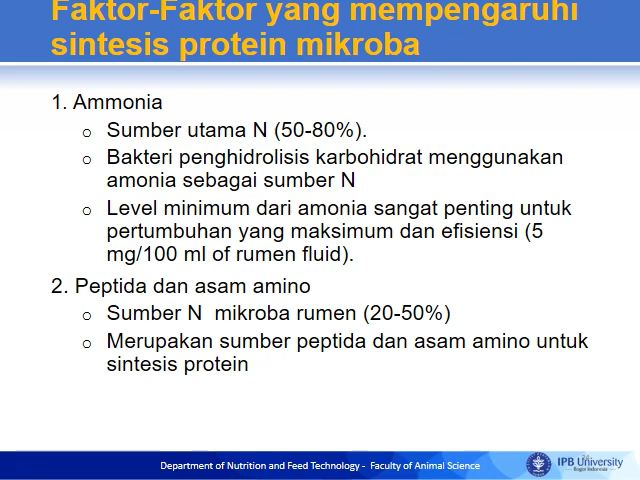 Faktor-Faktor yang mempengaruhi
sintesis protein mikroba
1. Ammonia
o Sumber utama N (50-80%).
o Bakteri penghidrolisis karbohidrat menggunakan
amonia sebagai sumber N
o Level minimum dari amonia sangat penting untuk
pertumbuhan yang maksimum dan efisiensi (5
mg/100 ml of rumen fluid).
2. Peptida dan asam amino
o Sumber N mikroba rumen (20-50%)
o Merupakan sumber peptida dan asam amino untuk
sintesis protein
Department of Nutrition and Feed Technology - Faculty of Animal Science
IPB University
Bogor Indonesia